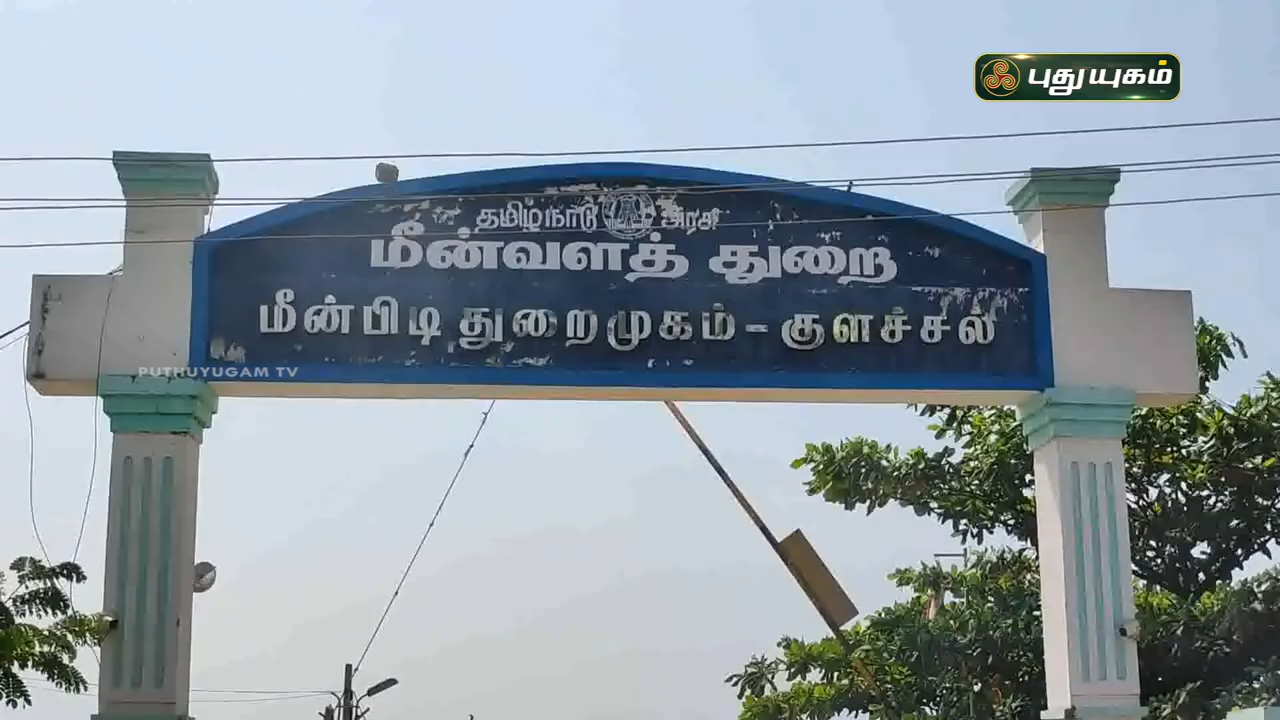 புதுயுகம்
தமிழ்நாடு அரசு
மீன்வளத் துறை
மீன்பிடி துறைமுகம் - குளச்சல்
PUTHUYUGAM TV